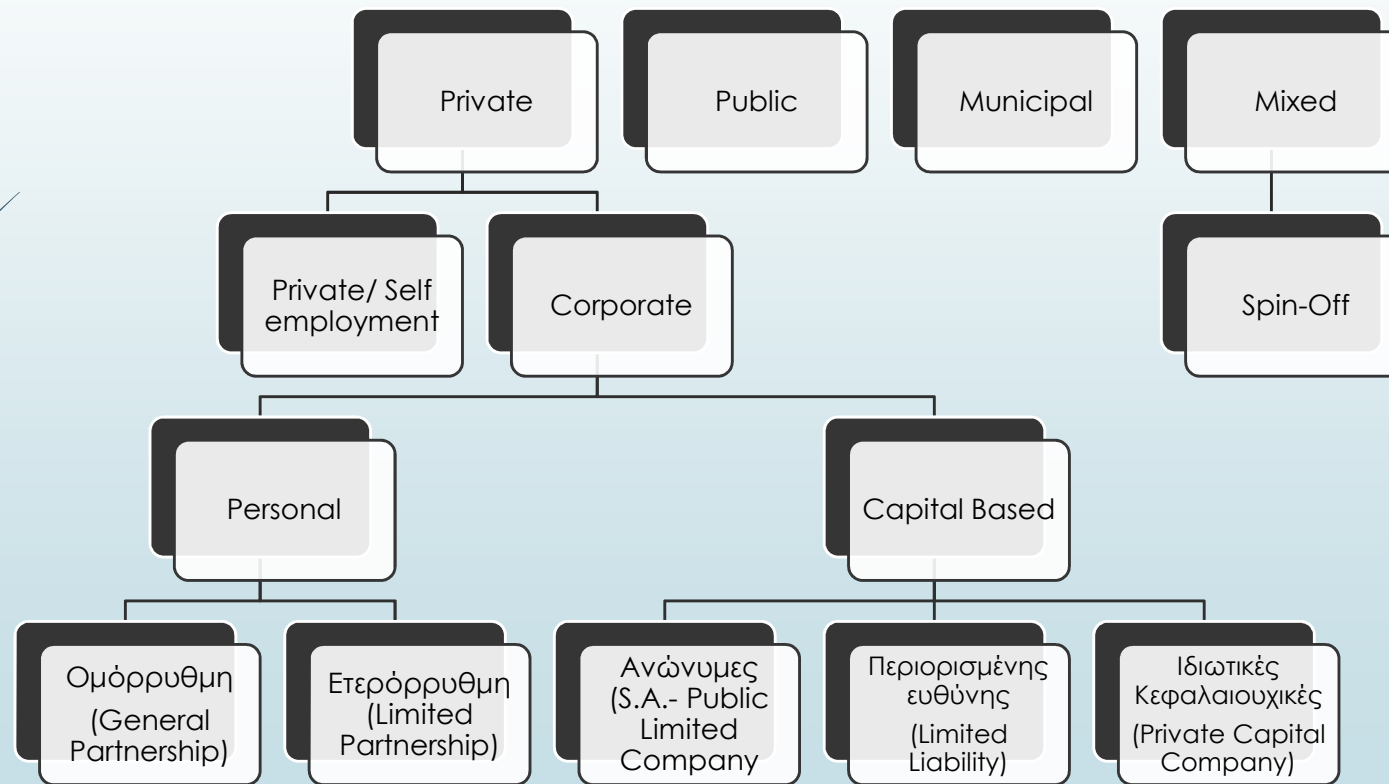 Private
Public
Municipal
Mixed
Private/ Self
employment
Corporate
Spin-Off
Personal
Capital Based
Ομόρρυθμη
(General
Partnership)
Ετερόρρυθμη
(Limited
Partnership)
Ανώνυμες
(S.A.- Public
Limited
Company
Περιορισμένης
ευθύνης
(Limited
Liability)
Ιδιωτικές
Κεφαλαιουχικές
(Private Capital
Company)